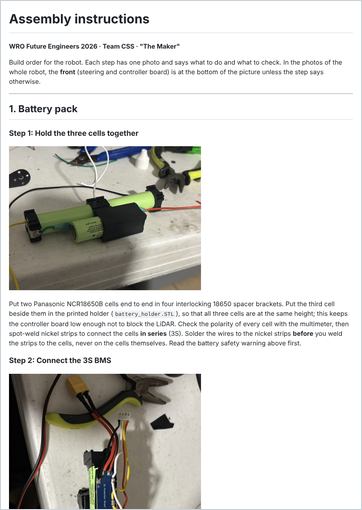 Assembly instructions
WRO Future Engineers 2026 · Team CSS · "The Maker"
Build order for the robot. Each step has one photo and says what to do and what to check. In the photos of the
whole robot, the front (steering and controller board) is at the bottom of the picture unless the step says
otherwise.
1. Battery pack
Step 1: Hold the three cells together
Put two Panasonic NCR18650B cells end to end in four interlocking 18650 spacer brackets. Put the third cell
beside them in the printed holder ( battery_holder.STL ), so that all three cells are at the same height; this keeps
the controller board low enough not to block the LiDAR. Check the polarity of every cell with the multimeter, then
spot-weld nickel strips to connect the cells in series (3S). Solder the wires to the nickel strips before you weld
the strips to the cells, never on the cells themselves. Read the battery safety warning above first.
Step 2: Connect the 3S BMS